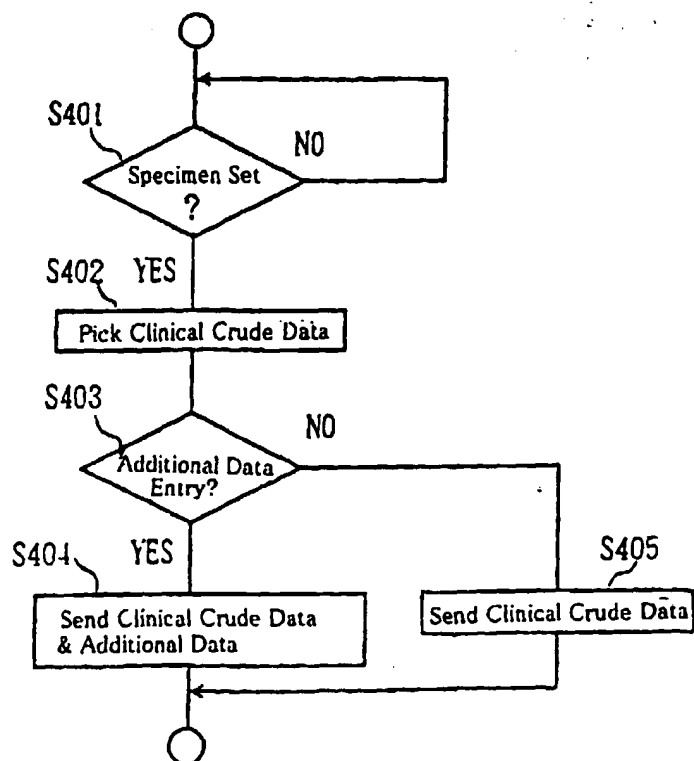 S401
NO
Specimen Set
?
S402
YES
Pick Clinical Crude Data
S403
NO
Additional Data
Entry?
S404
YES
S405
Send Clinical Crude Data
& Additional Data
Send Clinical Crude Data